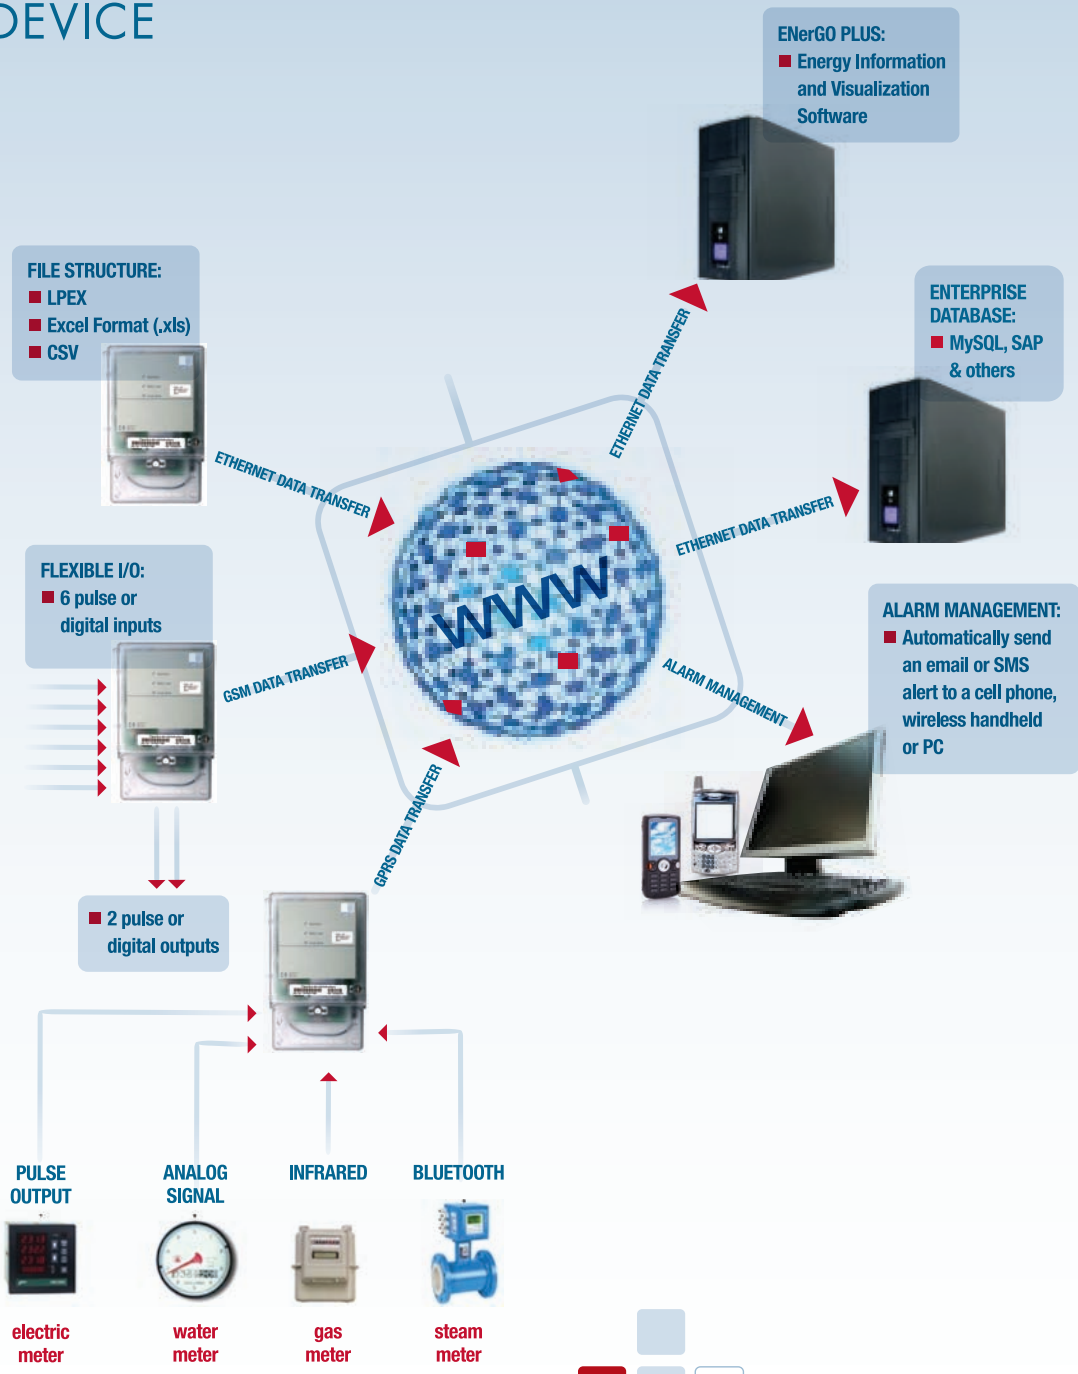 DEVICE
ENerGO PLUS:
Energy Information
and Visualization
Software
FILE STRUCTURE:
LPEX
Excel Format (.xls)
CSV
ENTERPRISE
DATABASE:
MySQL, SAP
& others
ETHERNET DATA TRANSFER
ETHERNET DATA TRANSFER
ETHERNET DATA TRANSFER
www
FLEXIBLE I/O:
6 pulse or
digital inputs
GSM DATA TRANSFER
ALARM MANAGEMENT
ALARM MANAGEMENT:
Automatically send
an email or SMS
alert to a cell phone,
wireless handheld
or PC
GPRS DATA TRANSFER
2 pulse or
digital outputs
PULSE
OUTPUT
ANALOG
SIGNAL
INFRARED
BLUETOOTH
electric
meter
water
meter
gas
meter
steam
meter